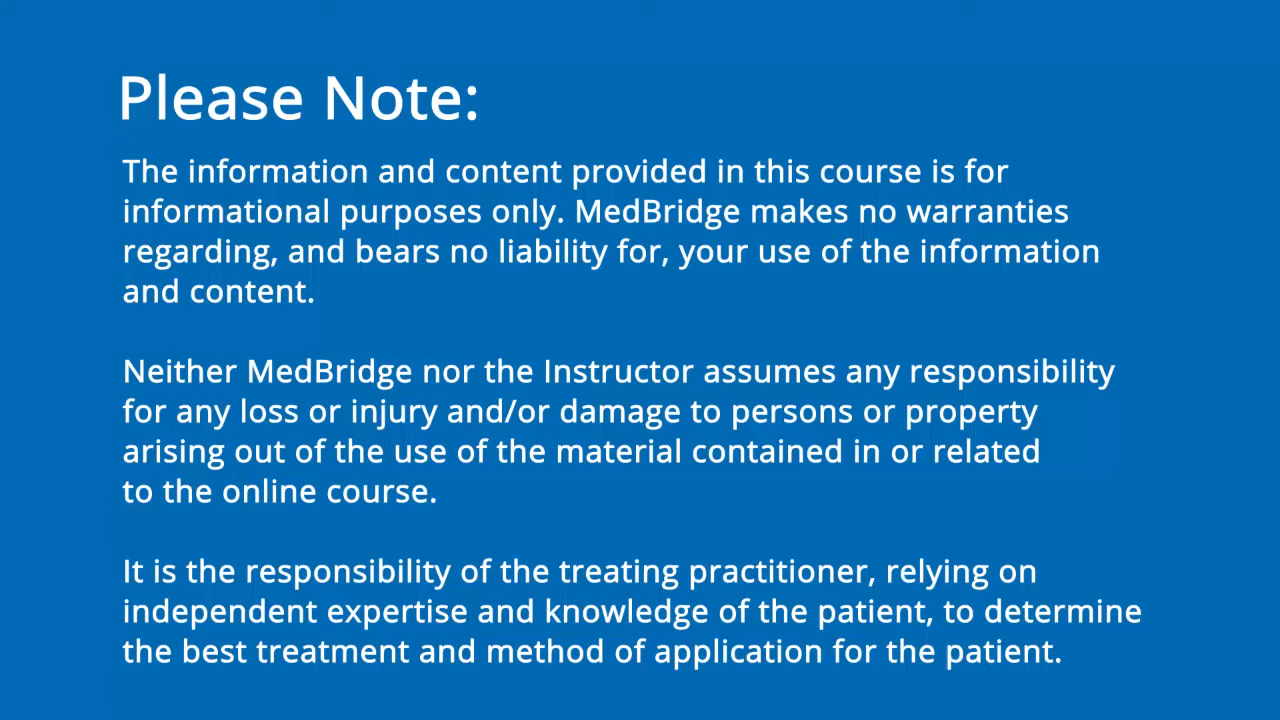 Please Note:
The information and content provided in this course is for
informational purposes only. MedBridge makes no warranties
regarding, and bears no liability for, your use of the information
and content.
Neither MedBridge nor the Instructor assumes any responsibility
for any loss or injury and/or damage to persons or property
arising out of the use of the material contained in or related
to the online course.
It is the responsibility of the treating practitioner, relying on
independent expertise and knowledge of the patient, to determine
the best treatment and method of application for the patient.